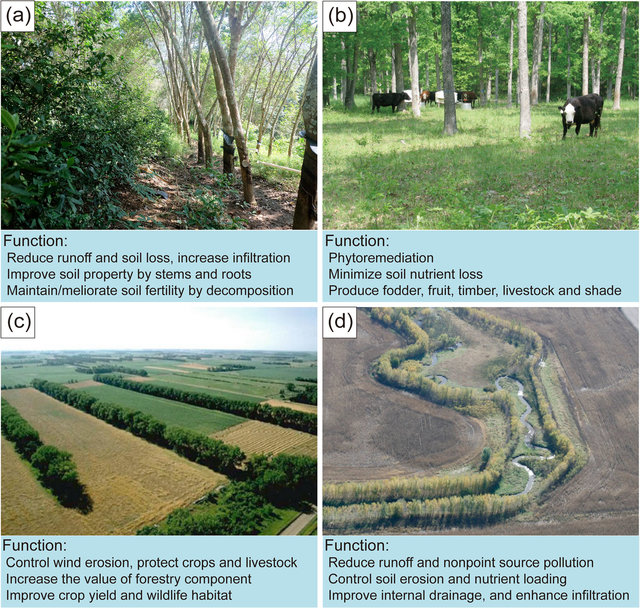 (a)
(b)
Function:
Reduce runoff and soil loss, increase infiltration
Improve soil property by stems and roots
Maintain/meliorate soil fertility by decomposition
Function:
Phytoremediation
Minimize soil nutrient loss
Produce fodder, fruit, timber, livestock and shade
(c)
(d)
Function:
Control wind erosion, protect crops and livestock
Increase the value of forestry component
Improve crop yield and wildlife habitat
Function:
Reduce runoff and nonpoint source pollution
Control soil erosion and nutrient loading
Improve internal drainage, and enhance infiltration